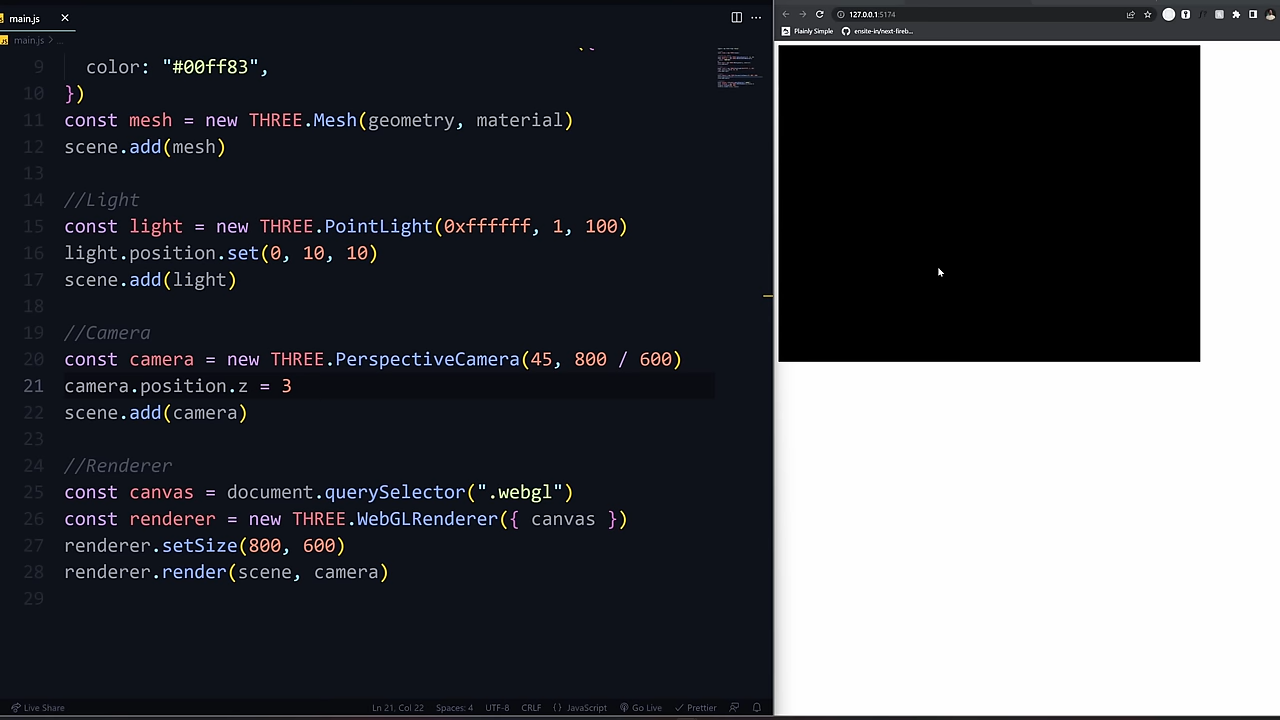 main.js
main.js > ...
9 color: "#00ff83",
10 })
11 const mesh = new THREE.Mesh(geometry, material)
12 scene.add(mesh)
13
14 //Light
15 const light = new THREE.PointLight(0xffffff, 1, 100)
16 light.position.set(0, 10, 10)
17 scene.add(light)
18
19 //Camera
20 const camera = new THREE.PerspectiveCamera(45, 800 / 600)
21 camera.position.z = 3
22 scene.add(camera)
23
24 //Renderer
25 const canvas = document.querySelector(".webgl")
26 const renderer = new THREE.WebGLRenderer({ canvas })
27 renderer.setSize(800, 600)
28 renderer.render(scene, camera)
29
Live Share Ln 21, Col 22 Spaces: 4 UTF-8 CRLF {} JavaScript Go Live Prettier
127.0.0.1:5174
Plainly Simple ensite-in/next-fireb...